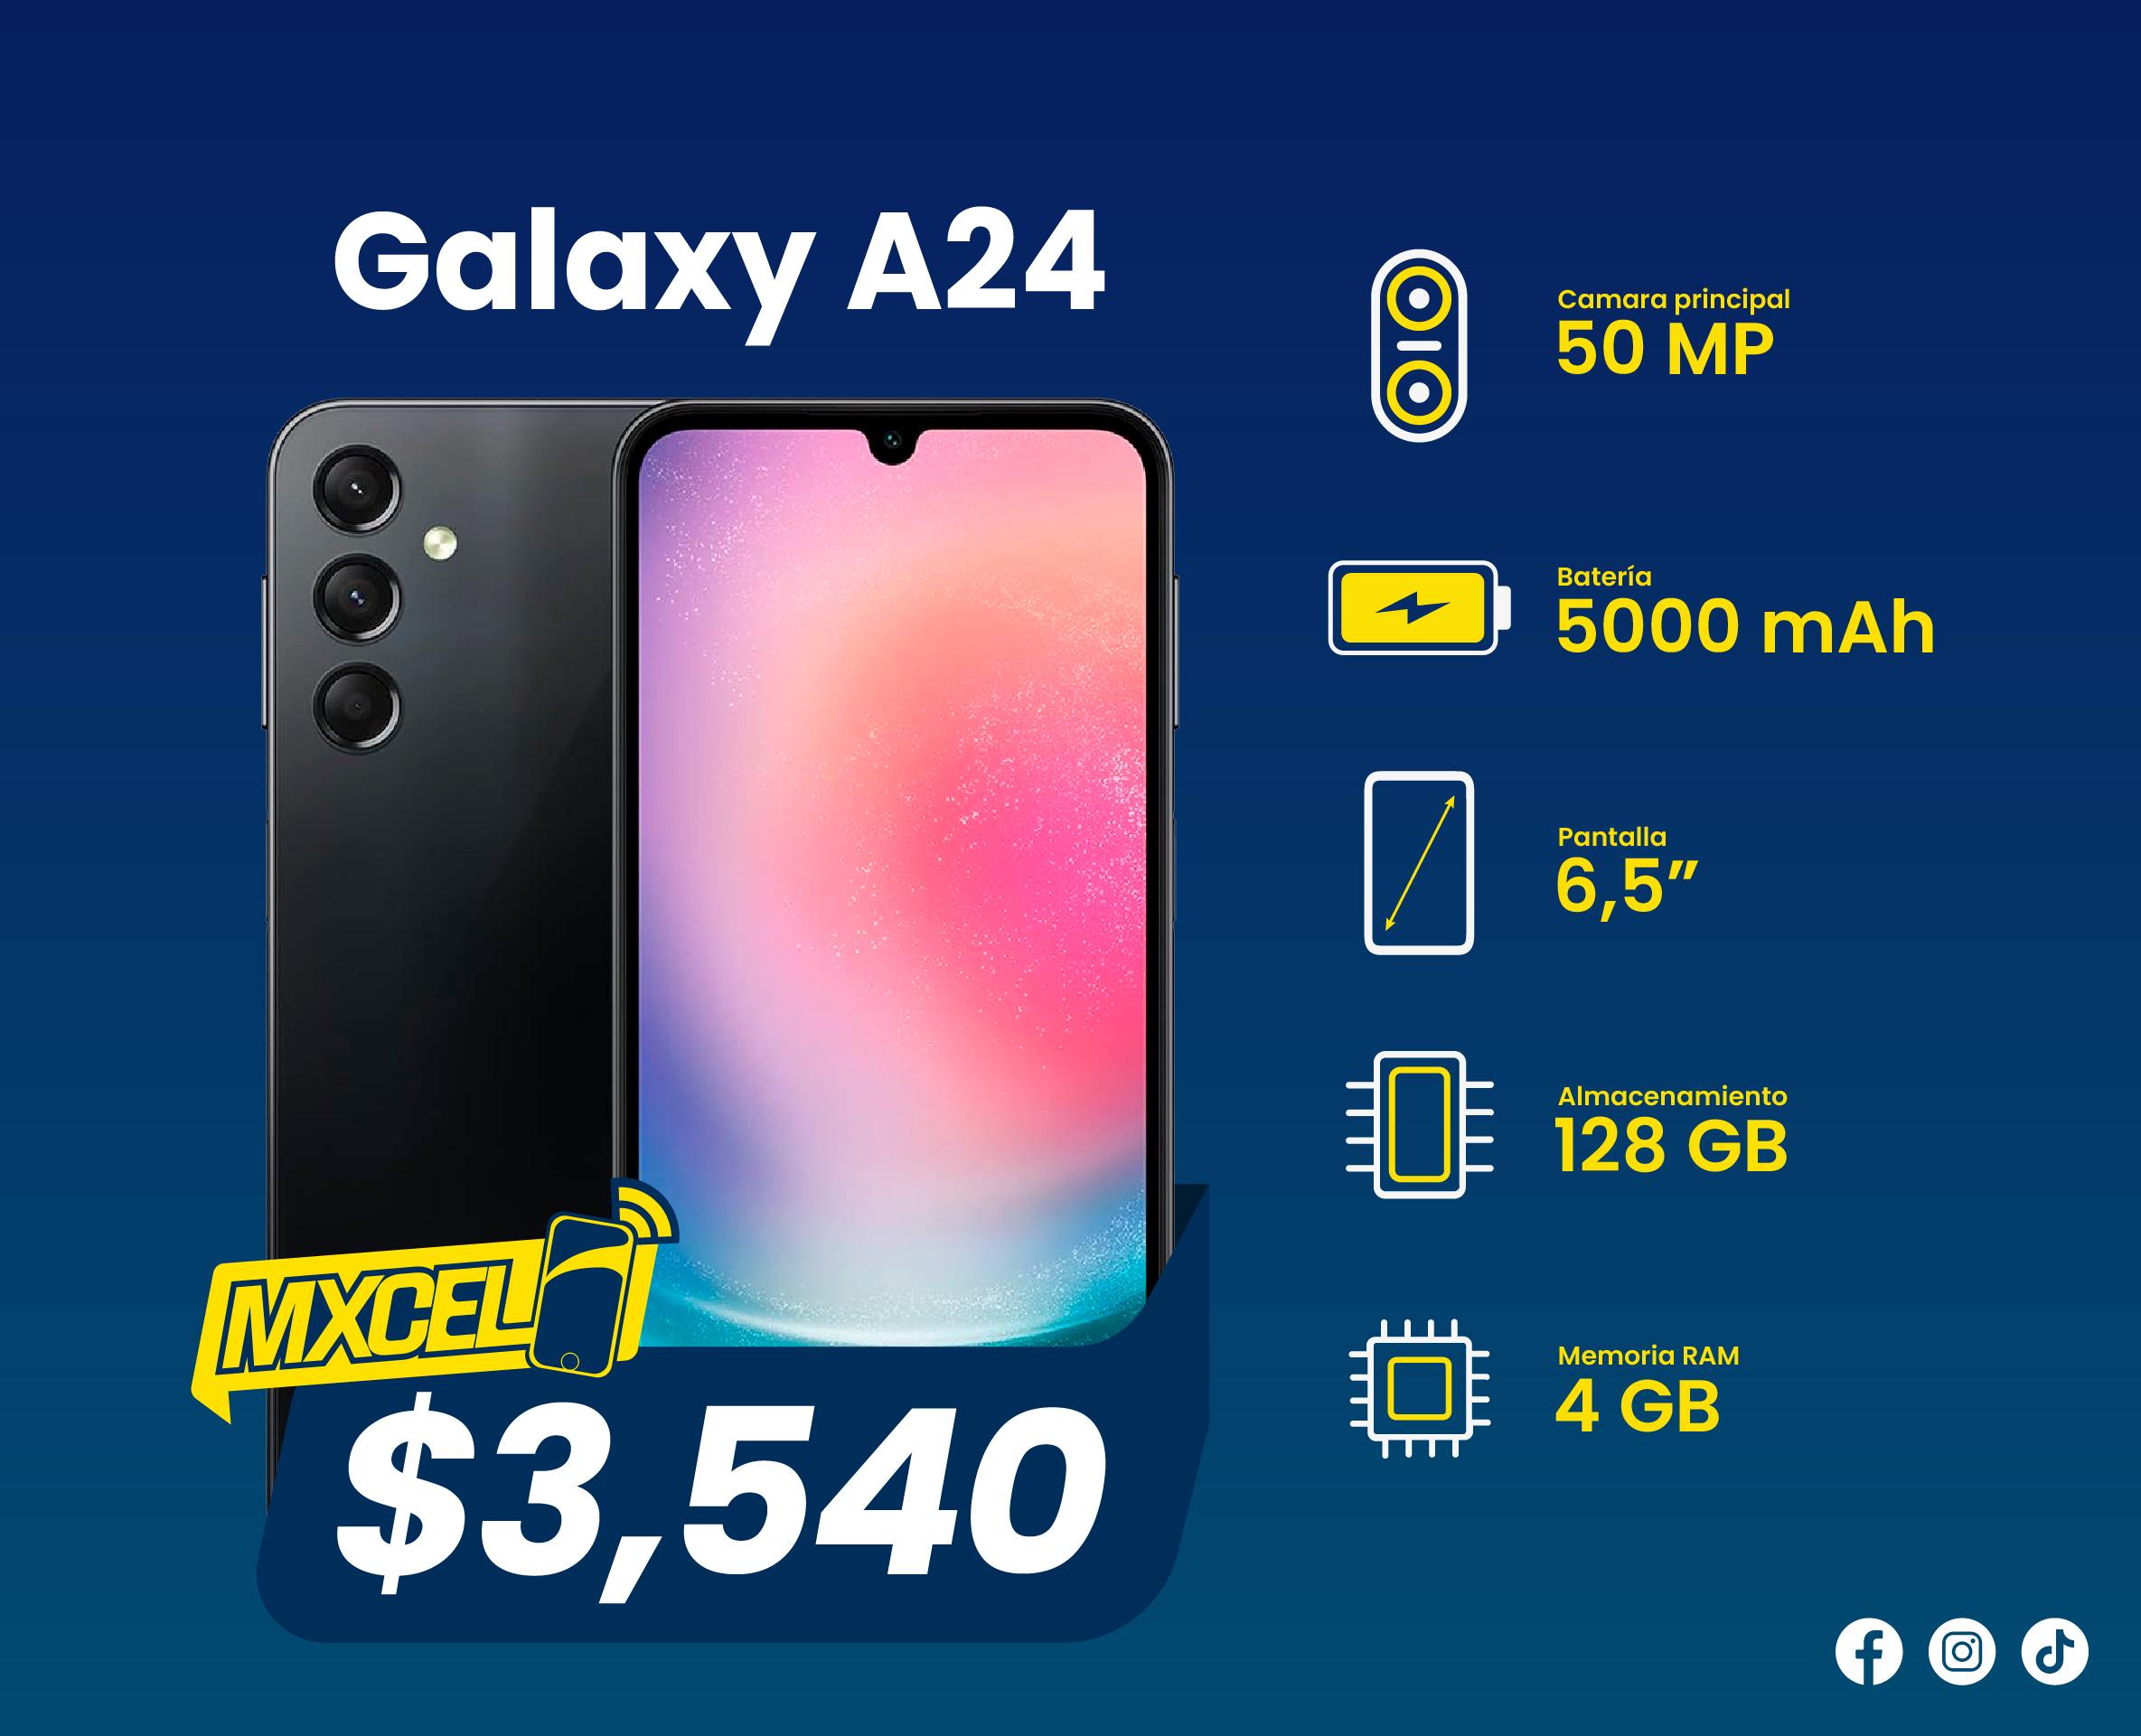 Galaxy A24
Camara principal
50 MP
Batería
5000 mAh
Pantalla
6,5”
Almacenamiento
128 GB
Memoria RAM
4 GB
MXCEL
$3,540